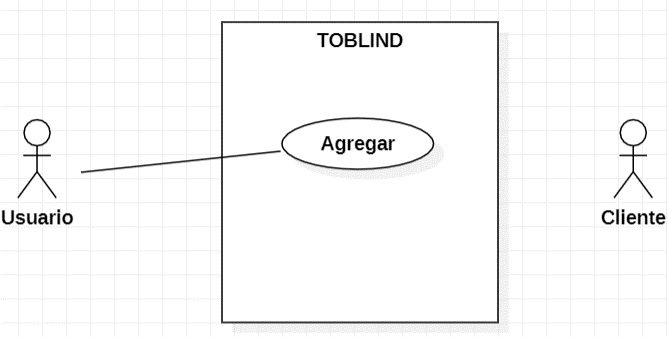 TOBLIND
Agregar
Usuario
Cliente